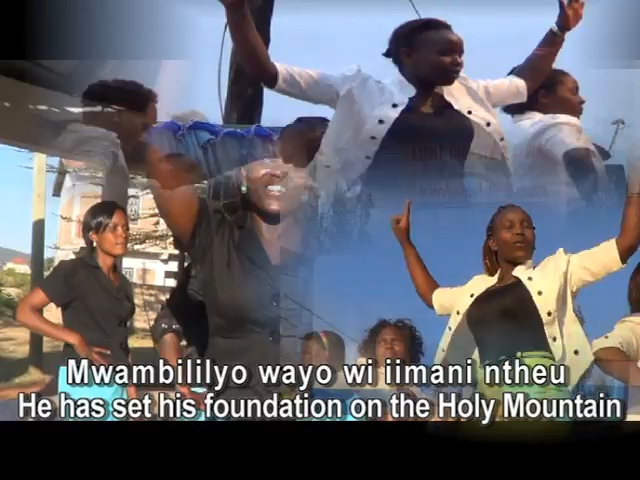 Mwambililyo wayo wi iimani ntheu
He has set his foundation on the Holy Mountain